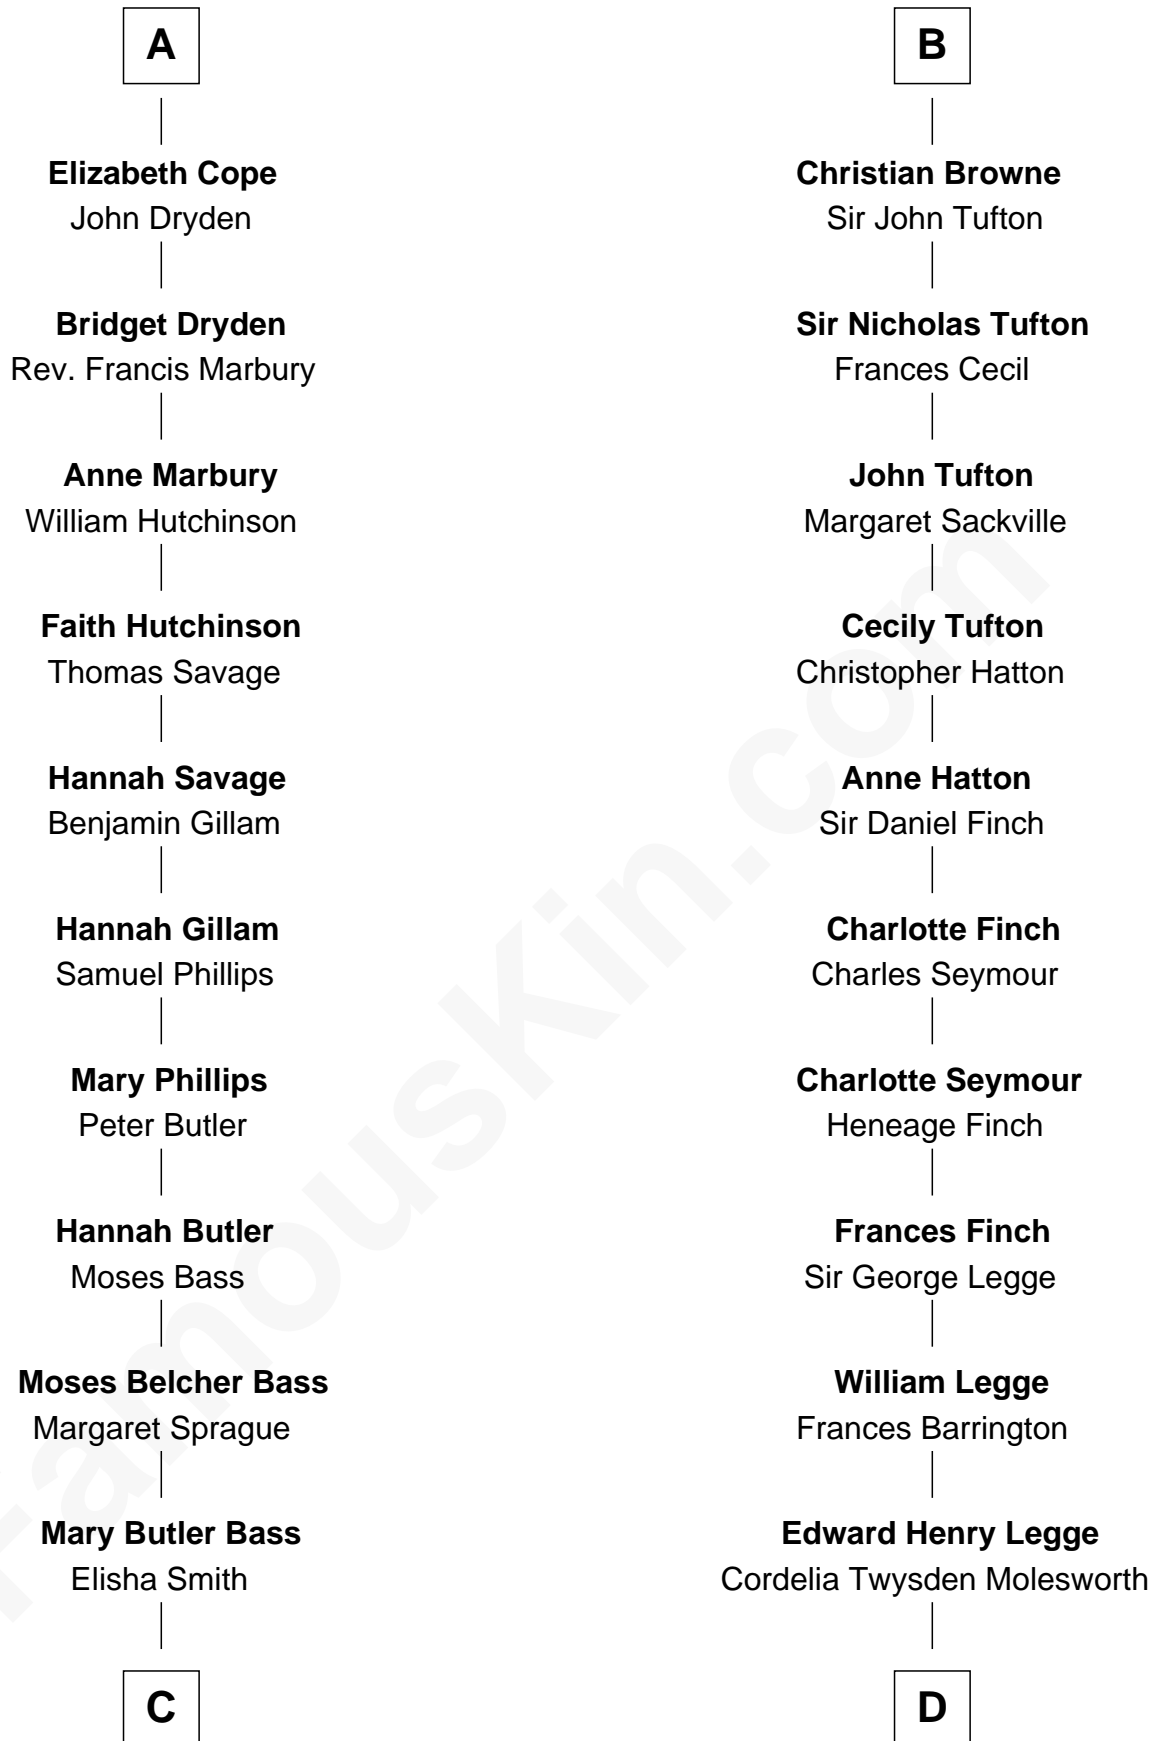 A
Elizabeth Cope
John Dryden
Bridget Dryden
Rev. Francis Marbury
Anne Marbury
William Hutchinson
Faith Hutchinson
Thomas Savage
Hannah Savage
Benjamin Gillam
Hannah Gillam
Samuel Phillips
Mary Phillips
Peter Butler
Hannah Butler
Moses Bass
Moses Belcher Bass
Margaret Sprague
Mary Butler Bass
Elisha Smith
C
B
Christian Browne
Sir John Tufton
Sir Nicholas Tufton
Frances Cecil
John Tufton
Margaret Sackville
Cecily Tufton
Christopher Hatton
Anne Hatton
Sir Daniel Finch
Charlotte Finch
Charles Seymour
Charlotte Seymour
Heneage Finch
Frances Finch
Sir George Legge
William Legge
Frances Barrington
Edward Henry Legge
Cordelia Twysden Molesworth
D
FamousKin.com